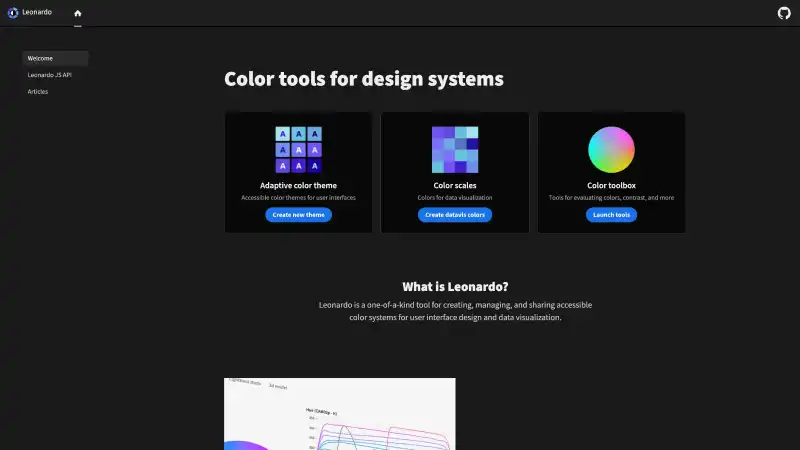 Leonardo
Welcome
Leonardo JS API
Articles
Color tools for design systems
A A A
A A A
A A A
Adaptive color theme
Accessible color themes for user interfaces
Create new theme
Color scales
Colors for data visualization
Create datavis colors
Color toolbox
Tools for evaluating colors, contrast, and more
Launch tools
What is Leonardo?
Leonardo is a one-of-a-kind tool for creating, managing, and sharing accessible
color systems for user interface design and data visualization.
3d model